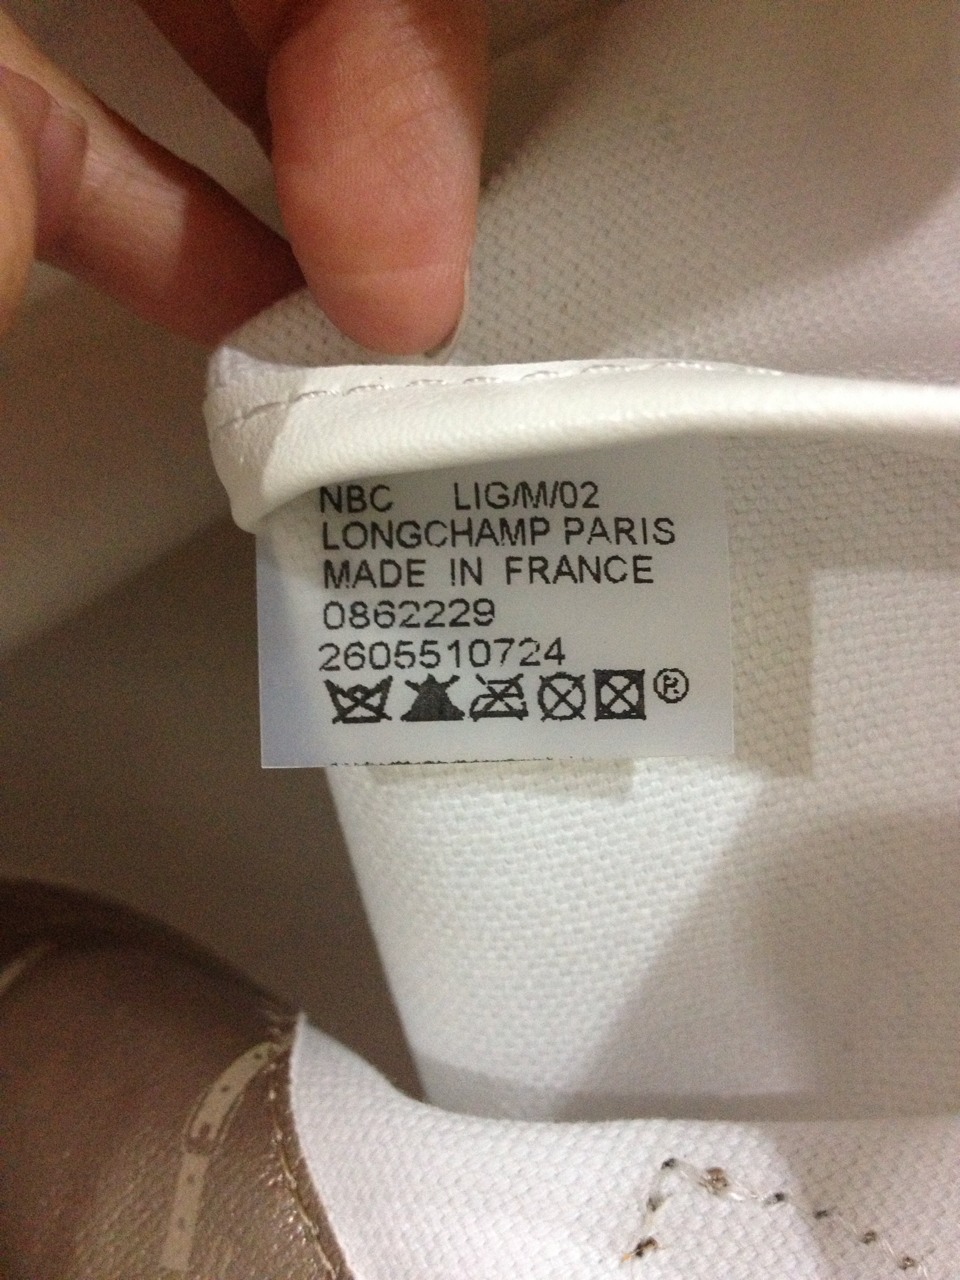 NBC LIG/M/02
LONGCHAMP PARIS
MADE IN FRANCE
0862229
2605510724
®